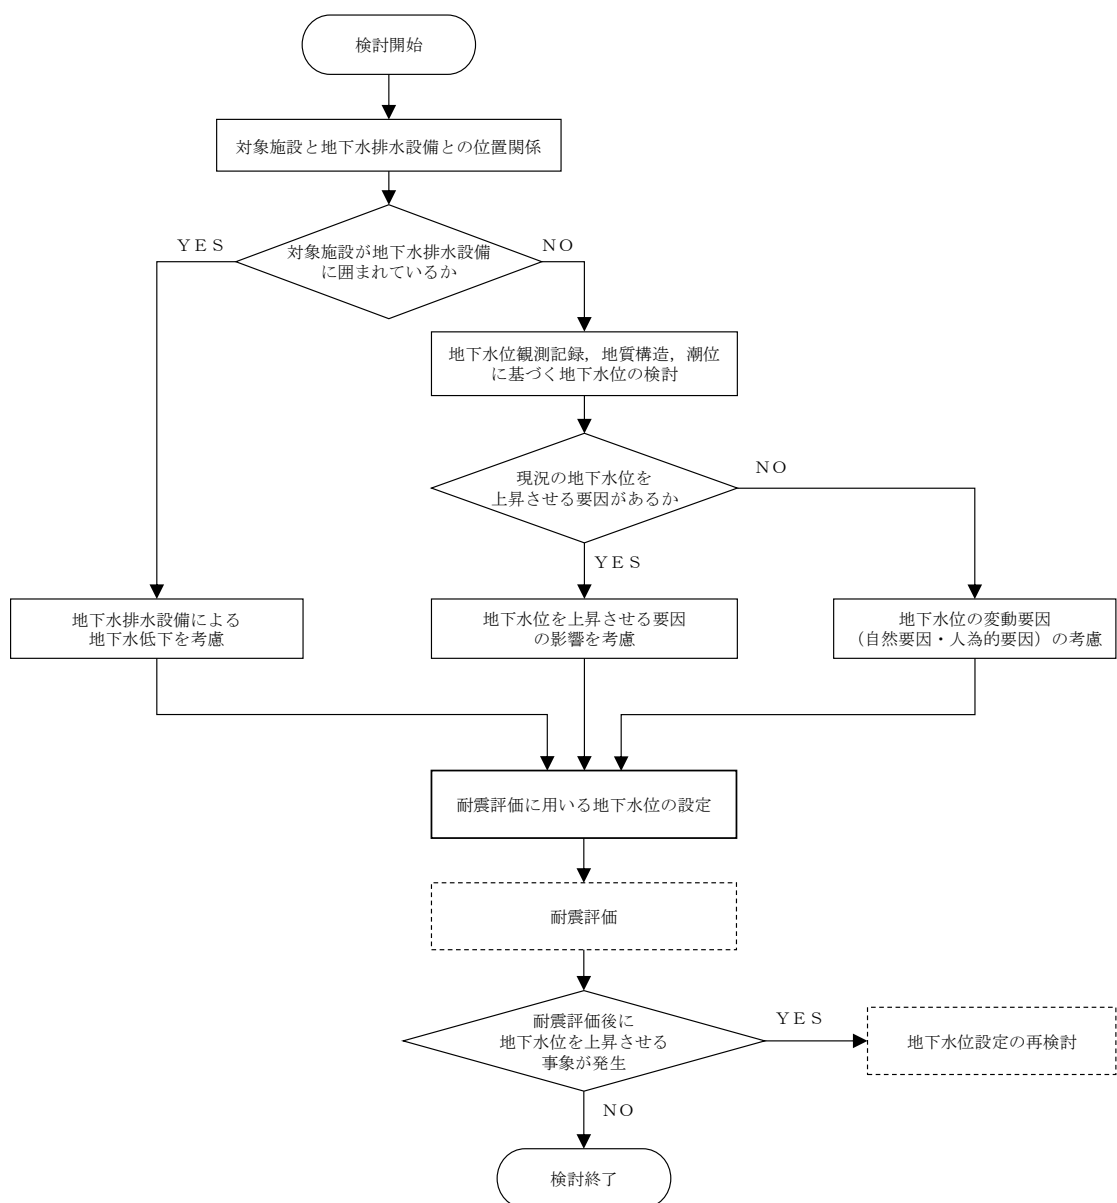 検討開始
対象施設と地下水排水設備との位置関係
YES
対象施設が地下水排水設備
に囲まれているか
NO
地下水位観測記録，地質構造，潮位
に基づく地下水位の検討
現況の地下水位を
上昇させる要因があるか
NO
YES
地下水排水設備による
地下水低下を考慮
地下水位を上昇させる要因
の影響を考慮
地下水位の変動要因
（自然要因・人為的要因）の考慮
耐震評価に用いる地下水位の設定
耐震評価
耐震評価後に
地下水位を上昇させる
事象が発生
YES
地下水位設定の再検討
NO
検討終了